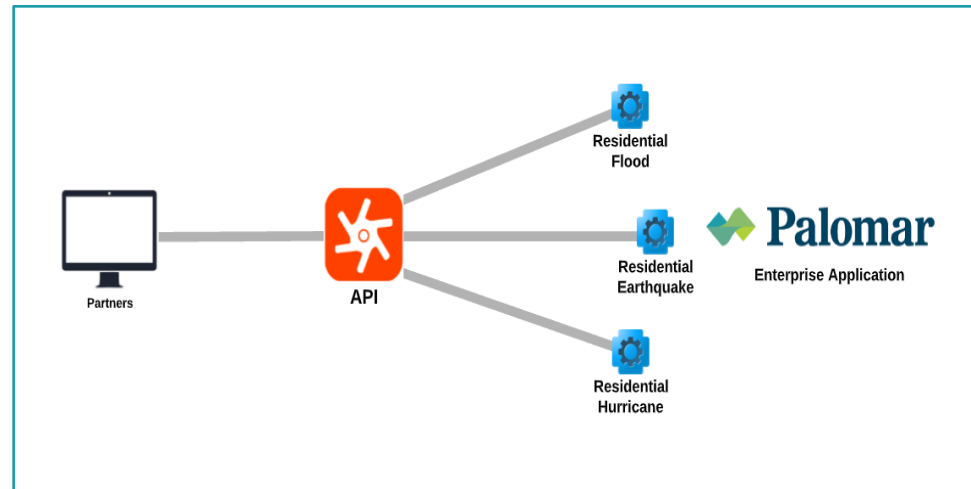 Partners
API
Residential
Flood
Residential
Earthquake
Residential
Hurricane
Palomar
Enterprise Application